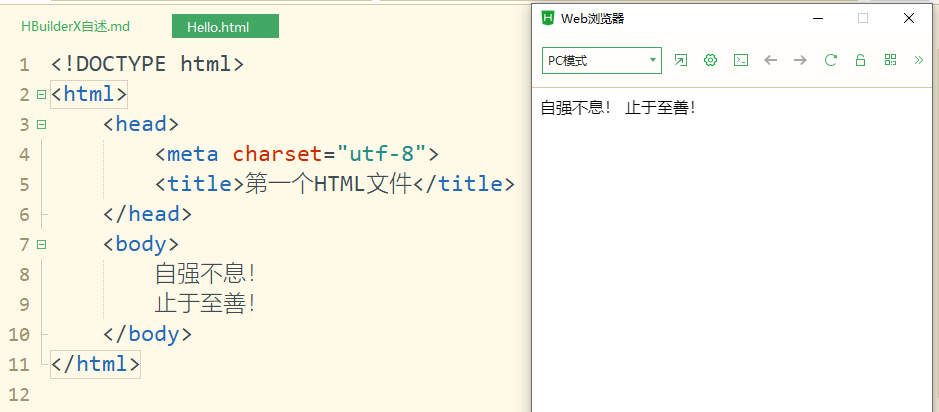 HBuilderX自述.md
Hello.html
1 <!DOCTYPE html>
2 <html>
3 <head>
4 <meta charset="utf-8">
5 <title>第一个HTML文件</title>
6 </head>
7 <body>
8 自强不息!
9 止于至善!
10 </body>
11 </html>
12
Web浏览器
PC模式
自强不息! 止于至善!